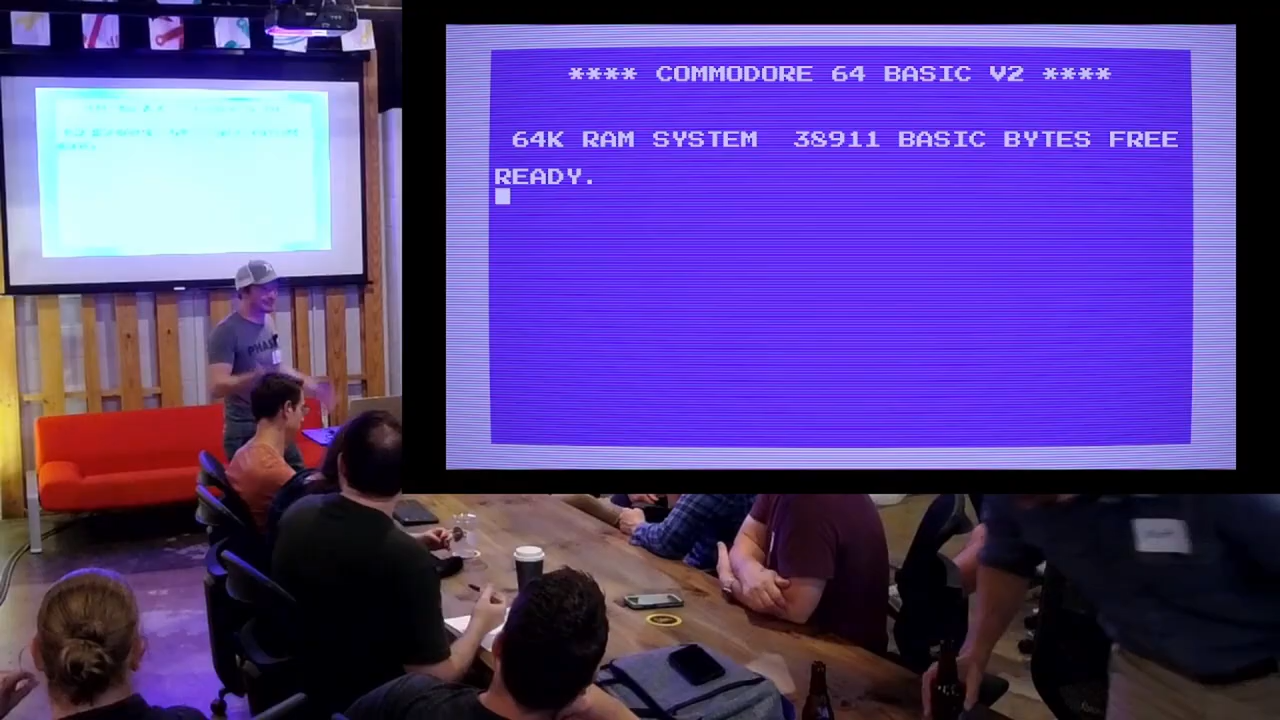 **** COMMODORE 64 BASIC V2 ****
64K RAM SYSTEM  38911 BASIC BYTES FREE
READY.